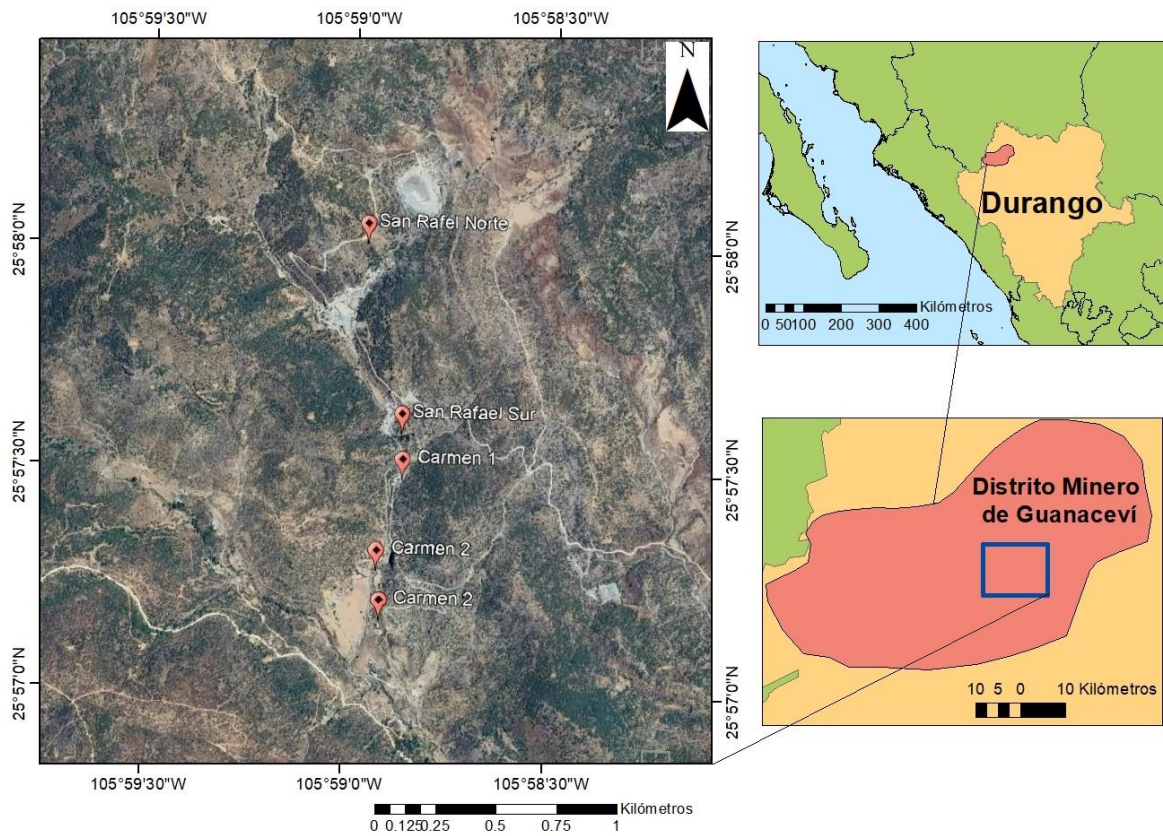 105°59'30"W
105°59'0"W
105°58'30"W
N
25°58'0"N
25°57'30"N
25°57'0"N
San Rafel Norte
San Rafael Sur
Carmen 1
Carmen 2
Carmen 2
25°58'0"N
25°57'30"N
25°57'0"N
105°59'30"W
105°59'0"W
105°58'30"W
Kilómetros
0 0.125 0.25 0.5 0.75 1
Durango
Kilómetros
0 50 100 200 300 400
Distrito Minero
de Guanaceví
10 5 0 10 Kilómetros